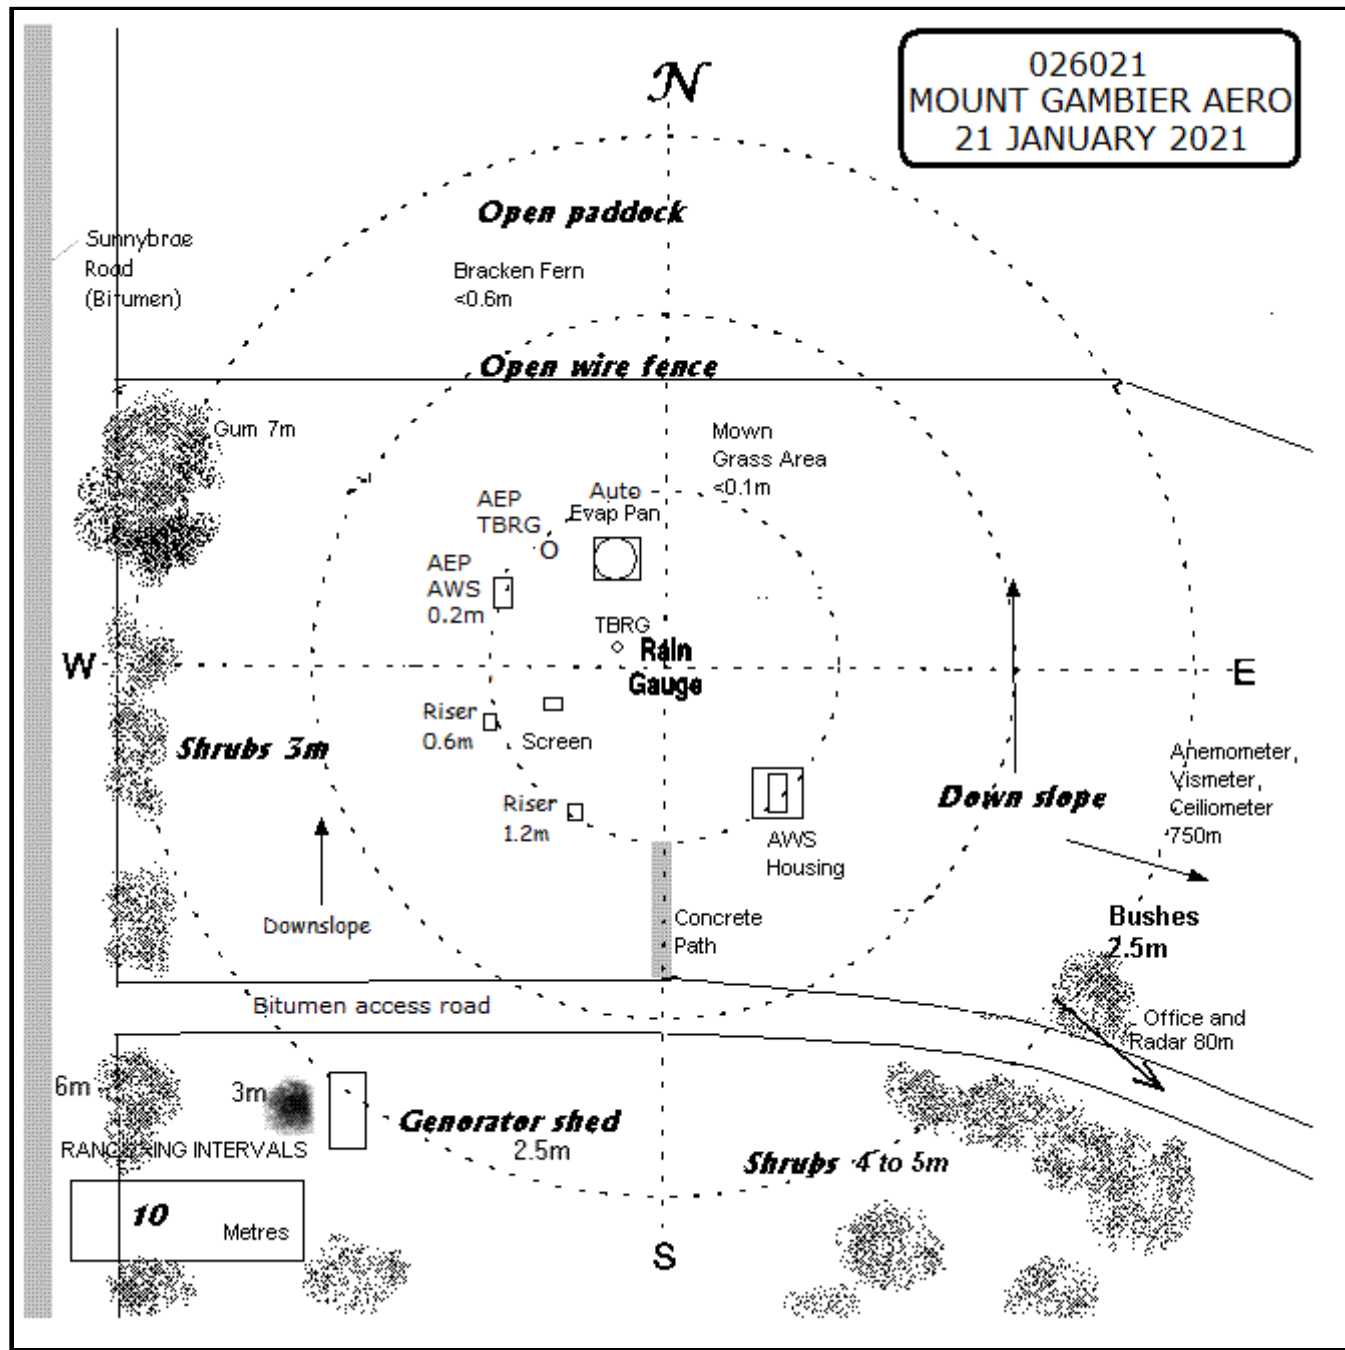 026021
MOUNT GAMBIER AERO
21 JANUARY 2021
N
Open paddock
Sunnybrae
Road
(Bitumen)
Bracken Fern
<0.6m
Open wire fence
Gum 7m
Mown
Grass Area
<0.1m
AEP
TBRG
Auto
Evap Pan
AEP
AWS
0.2m
TBRG
Rain
Gauge
W
E
Riser
0.6m
Screen
Shrubs 3m
Riser
1.2m
AWS
Housing
Down slope
Anemometer,
Vismeter,
Ceiliometer
750m
Downslope
Concrete
Path
Bushes
2.5m
Bitumen access road
Office and
Radar 80m
6m
3m
Generator shed
2.5m
Shrubs 4 to 5m
INTERVALS
10
Metres
S